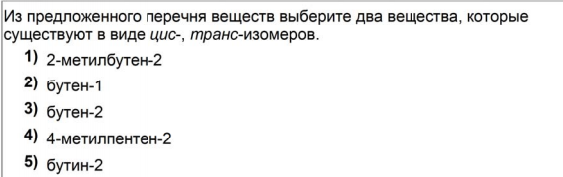 Из предложенного перечня веществ выберите два вещества, которые
существуют в виде цис-, транс-изомеров.
1) 2-метилбутен-2
2) бутен-1
3) бутен-2
4) 4-метилпентен-2
5) бутин-2